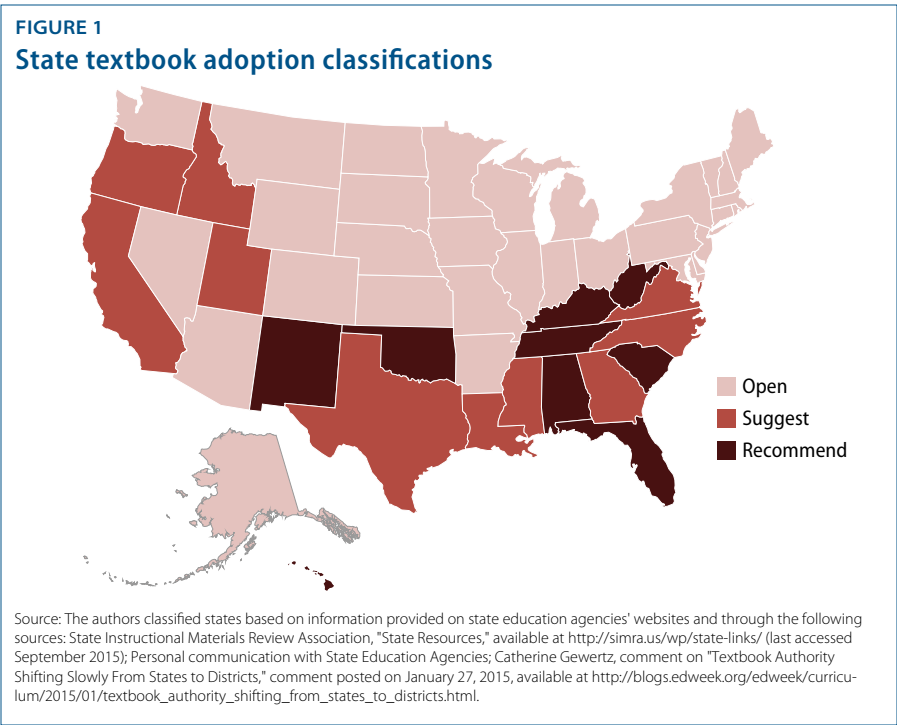 FIGURE 1
State textbook adoption classifications
Open
Suggest
Recommend
Source: The authors classified states based on information provided on state education agencies' websites and through the following
sources: State Instructional Materials Review Association, "State Resources," available at http://simra.us/wp/state-links/ (last accessed
September 2015); Personal communication with State Education Agencies; Catherine Gewertz, comment on "Textbook Authority
Shifting Slowly From States to Districts," comment posted on January 27, 2015, available at http://blogs.edweek.org/edweek/curricu-
lum/2015/01/textbook_authority_shifting_from_states_to_districts.html.